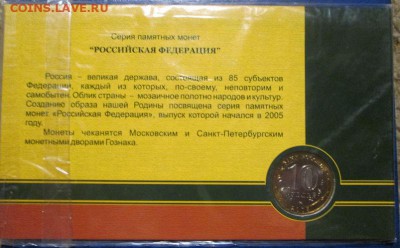 COINS.LAVE.RU
Серия памятных монет
"РОССИЙСКАЯ ФЕДЕРАЦИЯ"
Россия - великая держава, состоящая из 85 субъектов
Федерации, каждый из которых, по-своему, неповторим и
самобытен. Облик страны – мозаичное полотно народов и культур.
Созданию образа нашей Родины посвящена серия памятных
монет «Российская Федерация», выпуск которой начался в 2005
году.
Монеты чеканятся Московским и Санкт-Петербургским
монетными дворами Гознака.
10